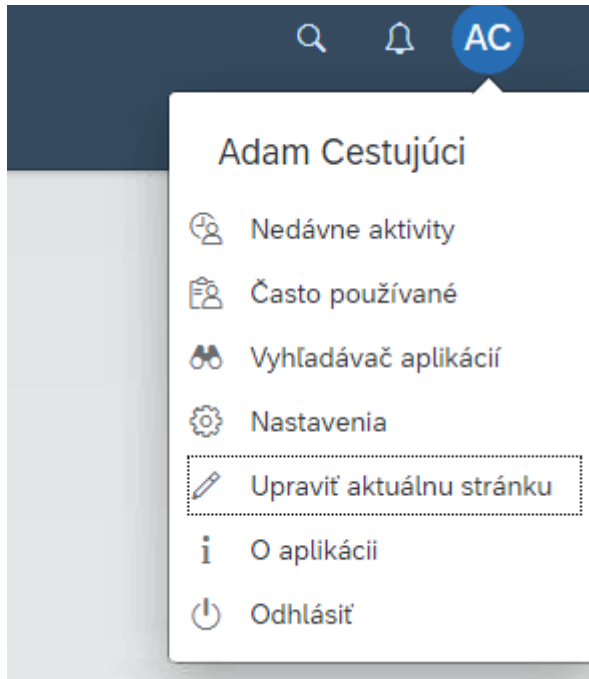 AC
Adam Cestujúci
Nedávne aktivity
Často používané
Vyhľadávač aplikácií
Nastavenia
Upraviť aktuálnu stránku
O aplikácii
Odhlásiť